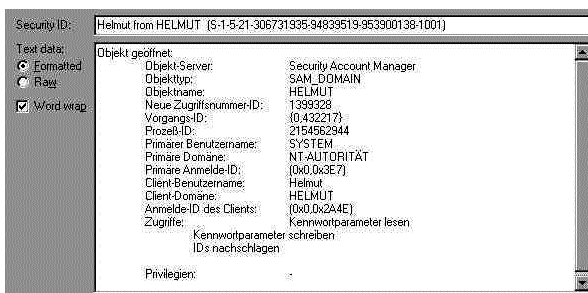 Security ID: Helmut from HELMUT (S-1-5-21-306731935-94839519-953900138-1001)
Text data:
Formatted
Raw
Word wrap
Objekt geöffnet:
Objekt-Server: Security Account Manager
Objekttyp: SAM_DOMAIN
Objektname: HELMUT
Neue Zugriffsnummer-ID: 1399328
Vorgangs-ID: {0,432217}
Prozeß-ID: 2154562944
Primärer Benutzername: SYSTEM
Primäre Domäne: NT-AUTORITÄT
Primäre Anmelde-ID: (0x0,0x3E7)
Client-Benutzername: Helmut
Client-Domäne: HELMUT
Anmelde-ID des Clients: (0x0,0x2A4E)
Zugriffe: Kennwortparameter lesen
Kennwortparameter schreiben
IDs nachschlagen
Privilegien: -